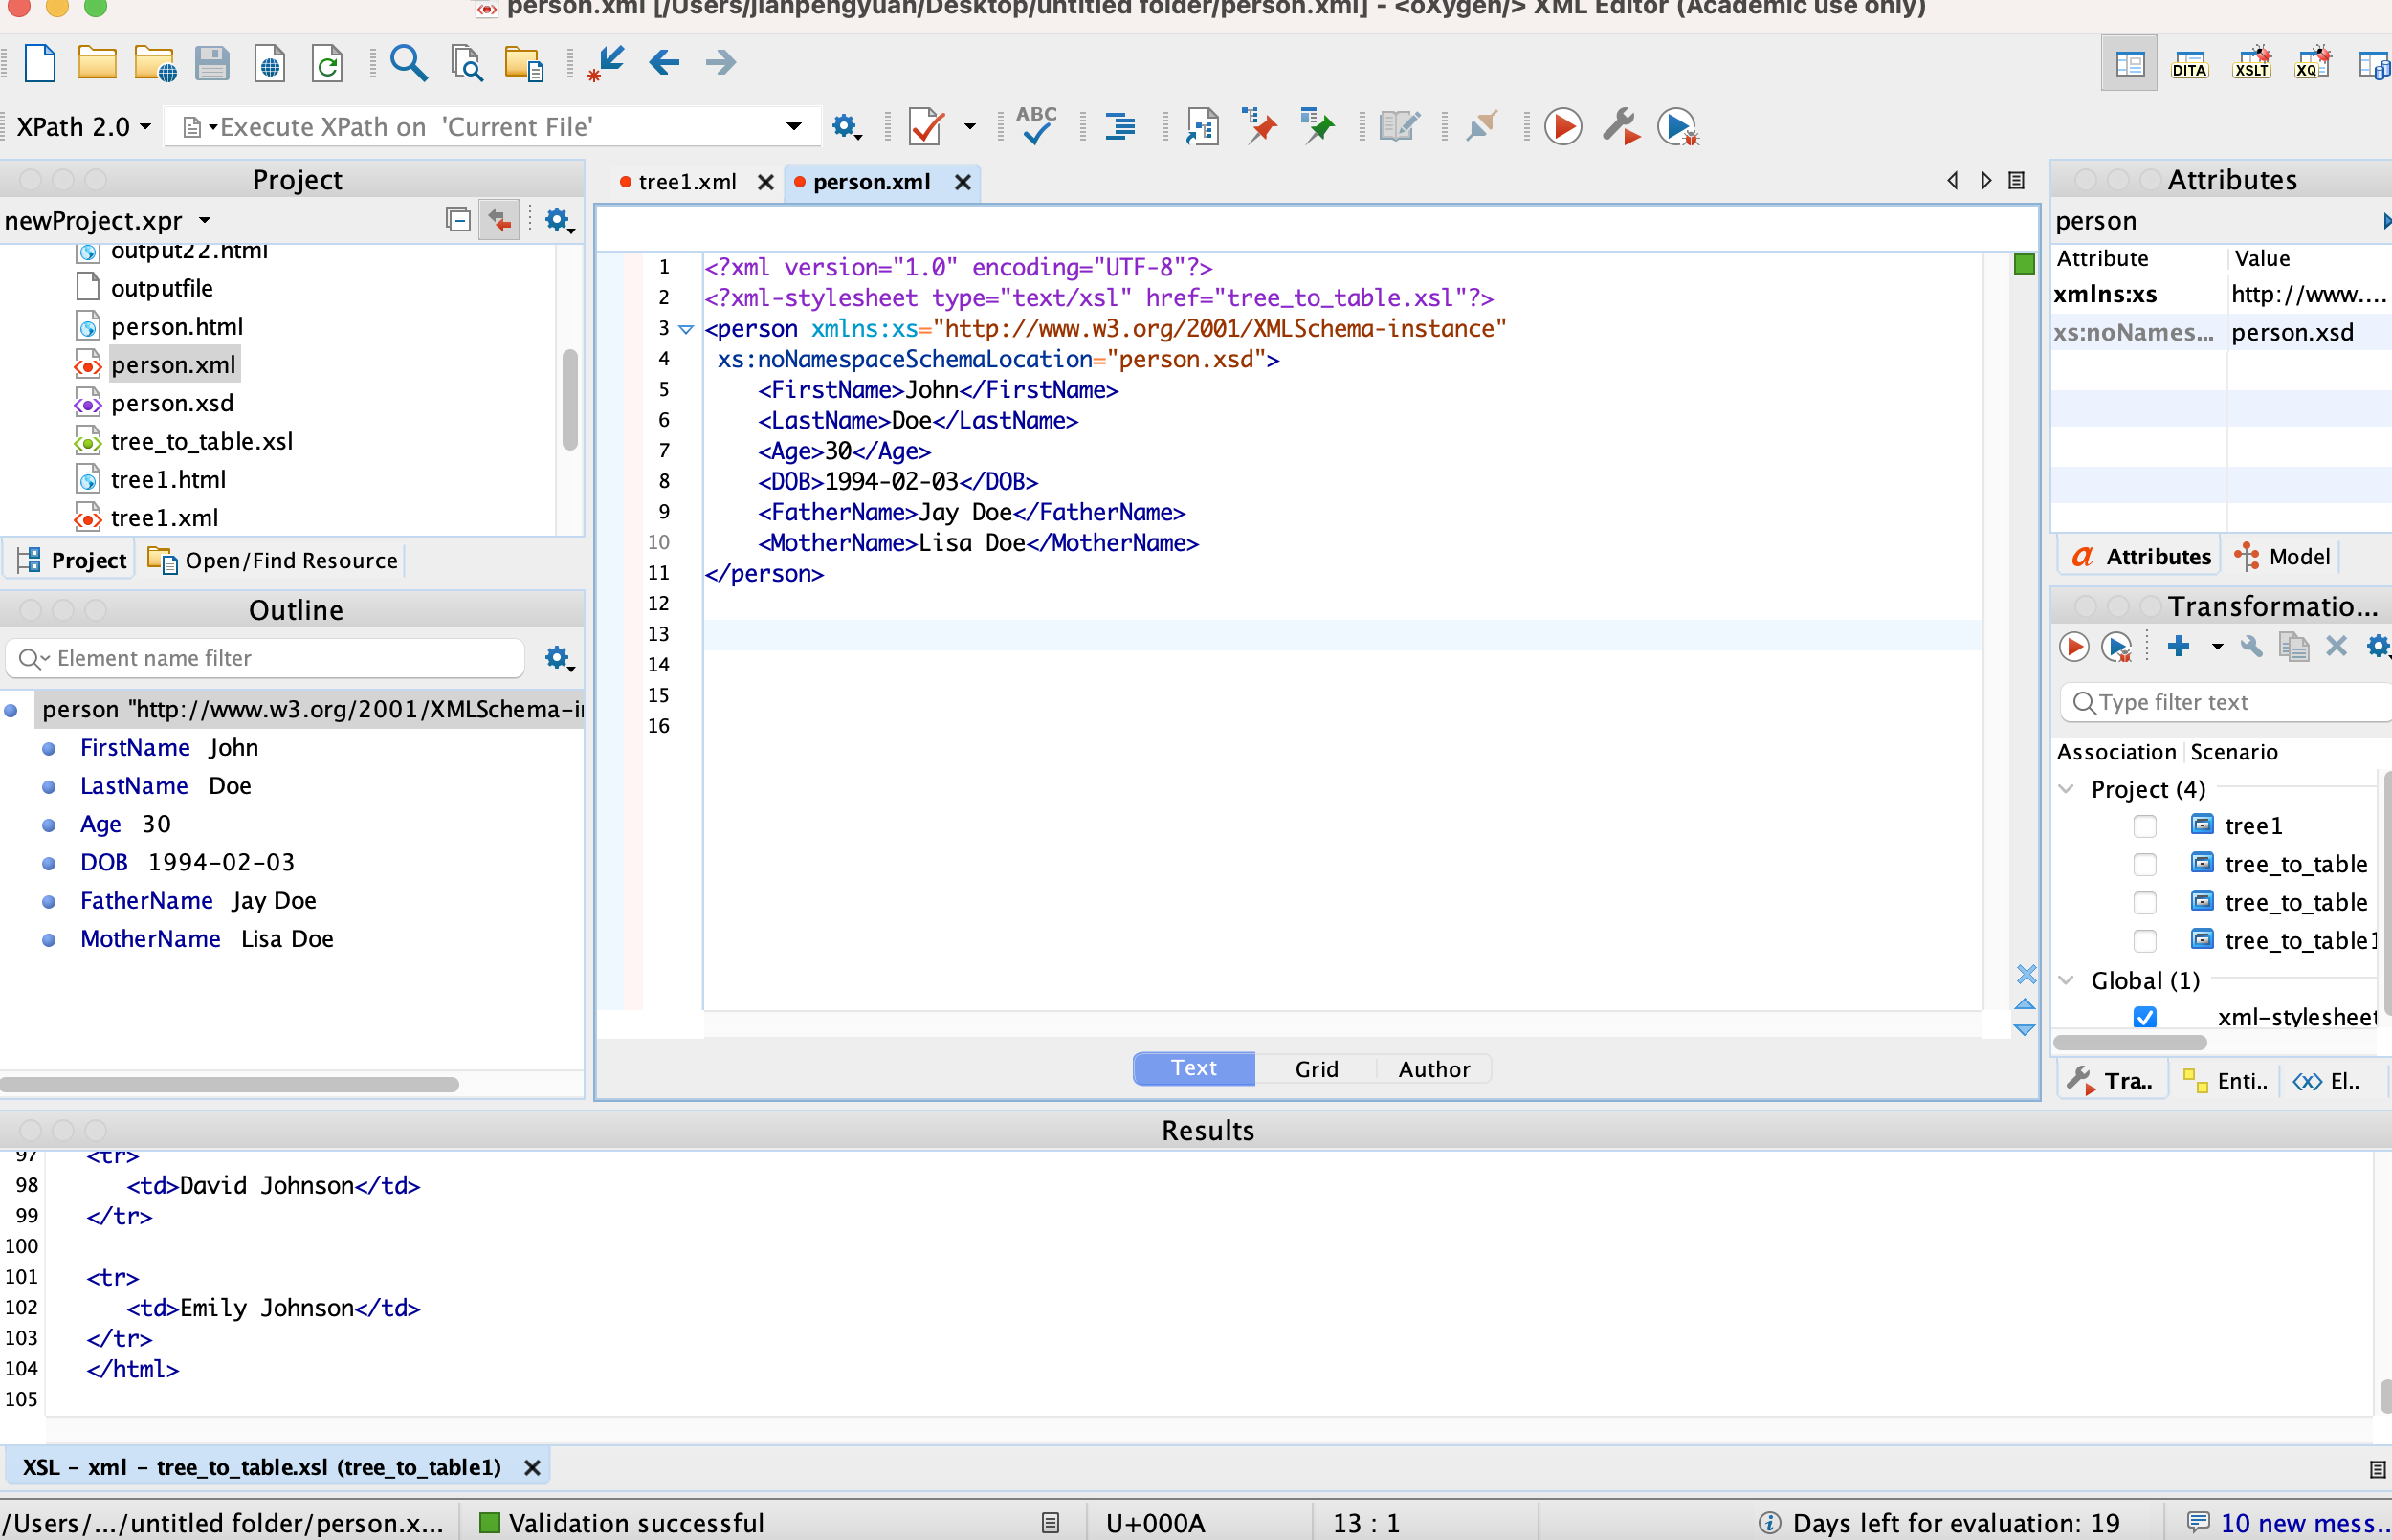 person.xml [/Users/jianpengyuan/Desktop/untitled folder/person.xml] - <oXygen/> XML Editor (Academic use only)
DITA XSLT XQ
XPath 2.0 Execute XPath on 'Current File' ABC
Project
newProject.xpr
output22.html
outputfile
person.html
person.xml
person.xsd
tree_to_table.xsl
tree1.html
tree1.xml
Project Open/Find Resource
Outline
Element name filter
person "http://www.w3.org/2001/XMLSchema-i
FirstName John
LastName Doe
Age 30
DOB 1994-02-03
FatherName Jay Doe
MotherName Lisa Doe
tree1.xml person.xml
1 <?xml version="1.0" encoding="UTF-8"?>
2 <?xml-stylesheet type="text/xsl" href="tree_to_table.xsl"?>
3 <person xmlns:xs="http://www.w3.org/2001/XMLSchema-instance"
4 xs:noNamespaceSchemaLocation="person.xsd">
5 <FirstName>John</FirstName>
6 <LastName>Doe</LastName>
7 <Age>30</Age>
8 <DOB>1994-02-03</DOB>
9 <FatherName>Jay Doe</FatherName>
10 <MotherName>Lisa Doe</MotherName>
11 </person>
12
13
14
15
16
Text Grid Author
Attributes
person
Attribute Value
xmlns:xs http://www....
xs:noNames... person.xsd
a Attributes Model
Transformatio...
Type filter text
Association Scenario
Project (4)
tree1
tree_to_table
tree_to_table
tree_to_table1
Global (1)
xml-stylesheet
Tra.. Enti.. <x> El..
Results
97 <tr>
98 <td>David Johnson</td>
99 </tr>
100
101 <tr>
102 <td>Emily Johnson</td>
103 </tr>
104 </html>
105
XSL - xml - tree_to_table.xsl (tree_to_table1)
/Users/.../untitled folder/person.x... Validation successful U+000A 13 : 1 Days left for evaluation: 19 10 new mess..